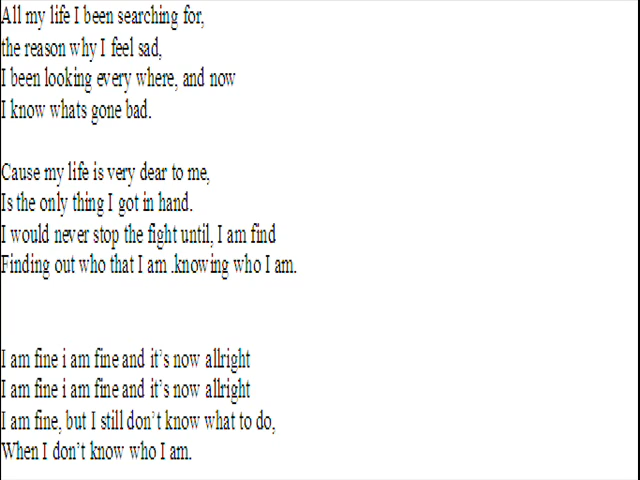 All my life I been searching for,
the reason why I feel sad,
I been looking every where, and now
I know whats gone bad.
Cause my life is very dear to me,
Is the only thing I got in hand.
I would never stop the fight until, I am find
Finding out who that I am .knowing who I am.
I am fine i am fine and it's now allright
I am fine i am fine and it's now allright
I am fine, but I still don't know what to do,
When I don't know who I am.